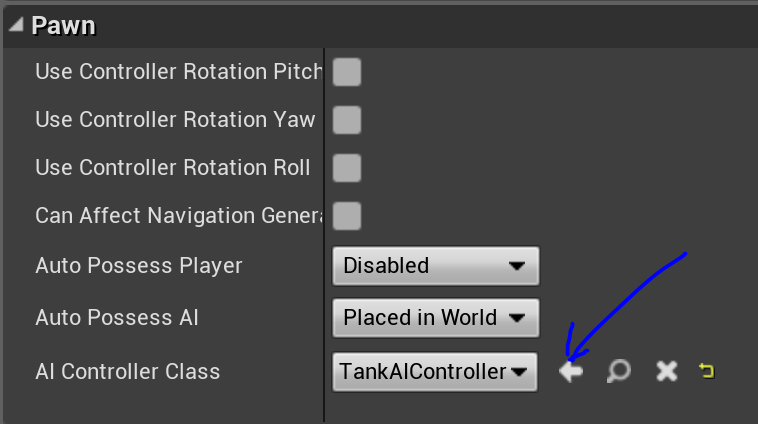 Pawn
Use Controller Rotation Pitch
Use Controller Rotation Yaw
Use Controller Rotation Roll
Can Affect Navigation Genera
Auto Possess Player Disabled
Auto Possess AI Placed in World
AI Controller Class TankAIController